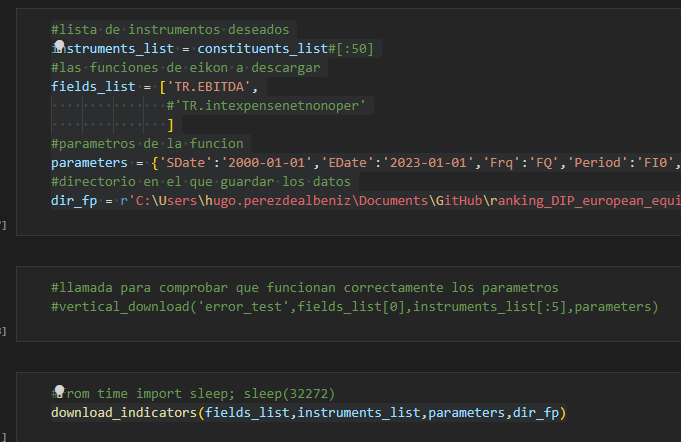 #lista de instrumentos deseados
instruments_list = constituents_list#[:50]
#las funciones de eikon a descargar
fields_list = ['TR.EBITDA',
#'TR.intexpensenetnonoper'
]
#parametros de la funcion
parameters = {'SDate':'2000-01-01','EDate':'2023-01-01','Frq':'FQ','Period':'FI0',
#directorio en el que guardar los datos
dir_fp = r'C:\Users\hugo.perezdealbeniz\Documents\GitHub\ranking_DIP_european_equi
]
#llamada para comprobar que funcionan correctamente los parametros
#vertical_download('error_test',fields_list[0],instruments_list[:5],parameters)
]
#from time import sleep; sleep(32272)
download_indicators(fields_list,instruments_list,parameters,dir_fp)
]